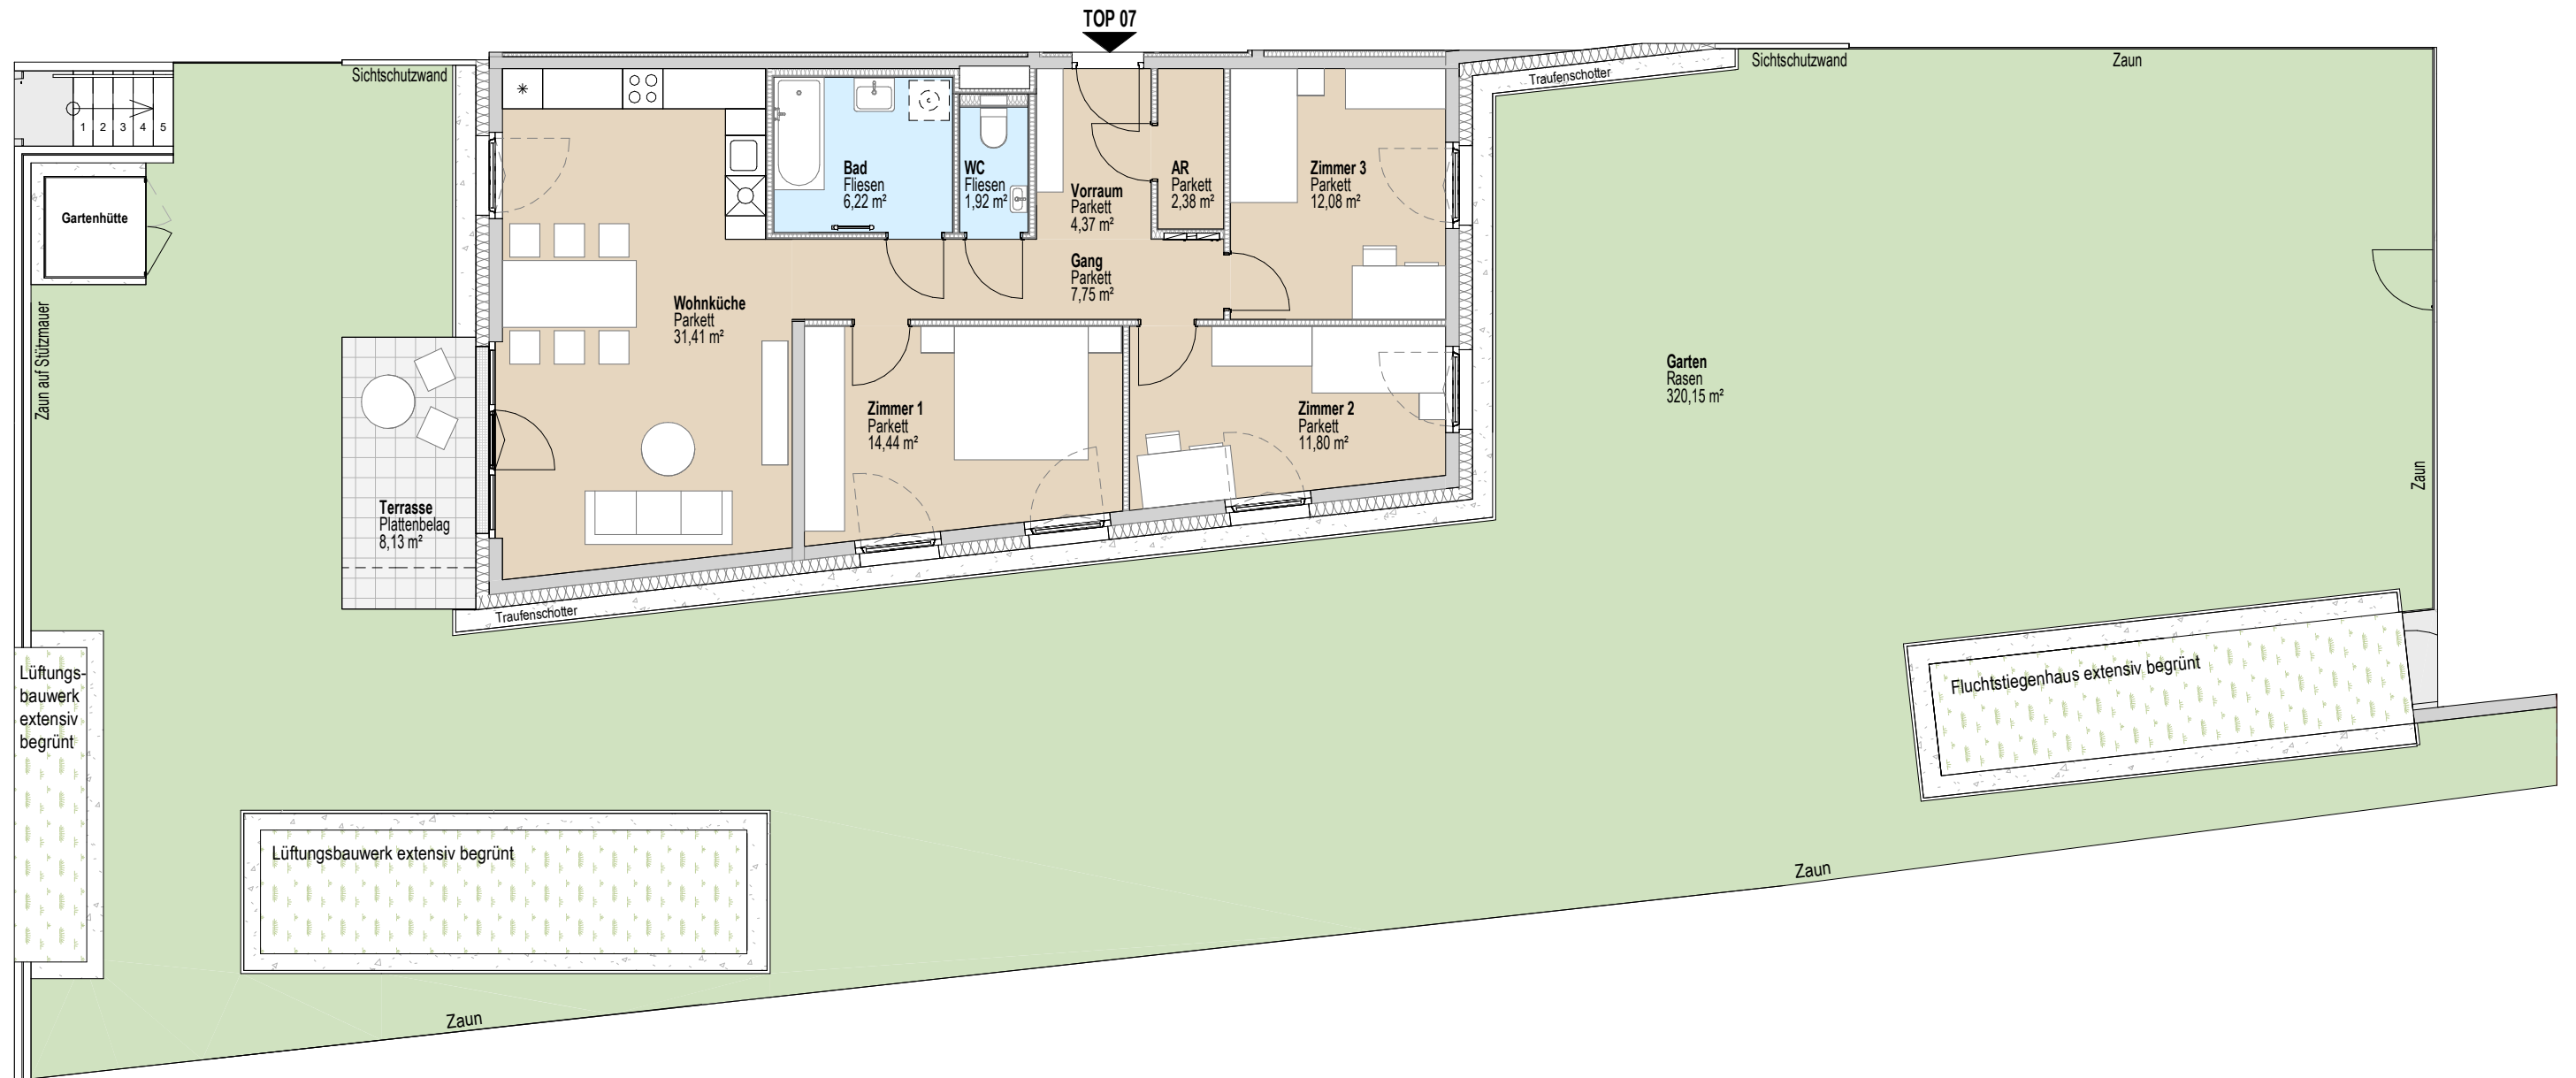 TOP 07
Sichtschutzwand
Sichtschutzwand
Zaun
Traufenschotter
1 2 3 4 5
Gartenhütte
Zaun auf Stützmauer
Bad
Fliesen
6,22 m²
WC
Fliesen
1,92 m²
Vorraum
Parkett
4,37 m²
AR
Parkett
2,38 m²
Zimmer 3
Parkett
12,08 m²
Gang
Parkett
7,75 m²
Wohnküche
Parkett
31,41 m²
Garten
Rasen
320,15 m²
Zimmer 1
Parkett
14,44 m²
Zimmer 2
Parkett
11,80 m²
Zaun
Terrasse
Plattenbelag
8,13 m²
Traufenschotter
Lüftungs-
bauwerk
extensiv
begrünt
Fluchtstiegenhaus extensiv begrünt
Lüftungsbauwerk extensiv begrünt
Zaun
Zaun